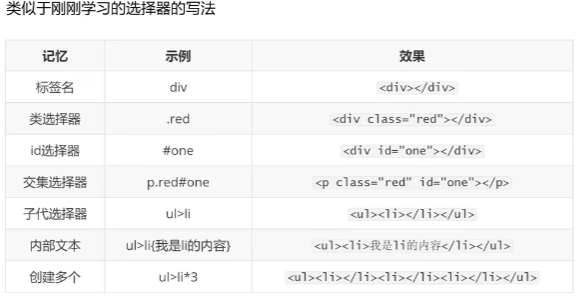 类似于刚刚学习的选择器的写法
记忆 示例 效果
标签名 div <div></div>
类选择器 .red <div class="red"></div>
id选择器 #one <div id="one"></div>
交集选择器 p.red#one <p class="red" id="one"></p>
子代选择器 ul>li <ul><li></li></ul>
内部文本 ul>li{我是li的内容} <ul><li>我是li的内容</li></ul>
创建多个 ul>li*3 <ul><li></li><li></li><li></li></ul>